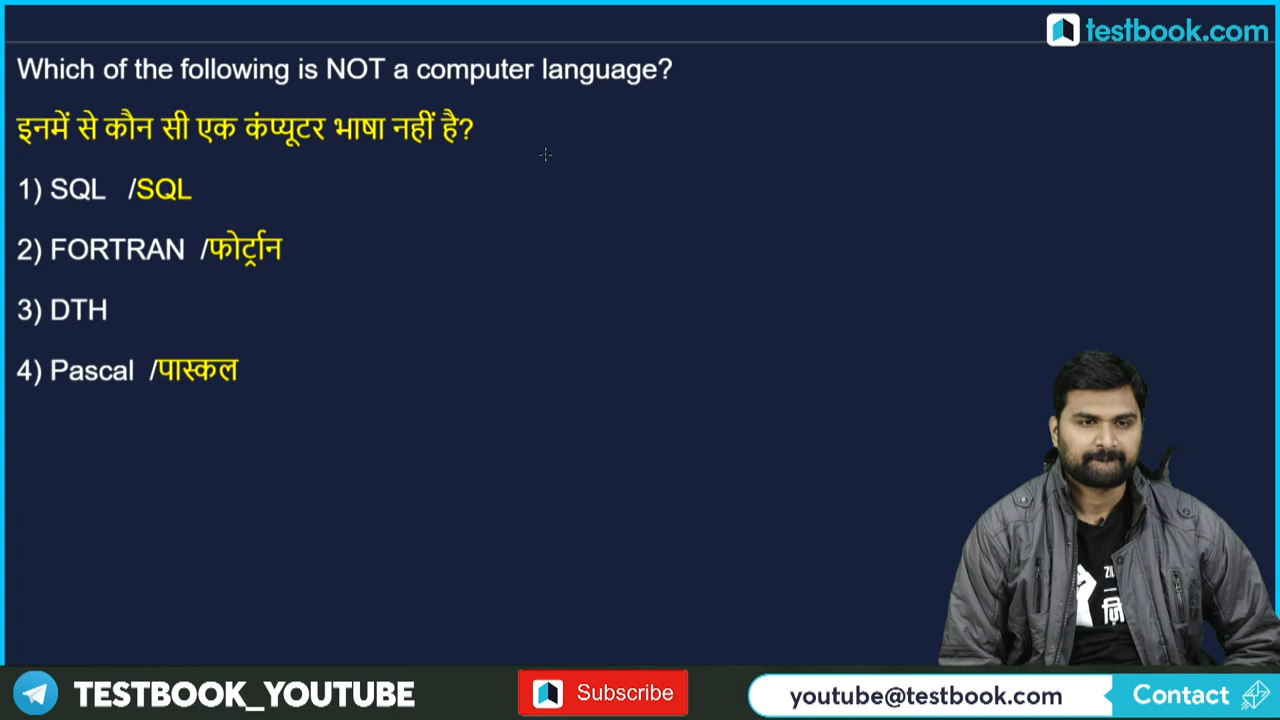 testbook.com
Which of the following is NOT a computer language?
इनमें से कौन सी एक कंप्यूटर भाषा नहीं है?
1) SQL /SQL
2) FORTRAN /फोर्ट्रान
3) DTH
4) Pascal /पास्कल
TESTBOOK_YOUTUBE
Subscribe
youtube@testbook.com
Contact